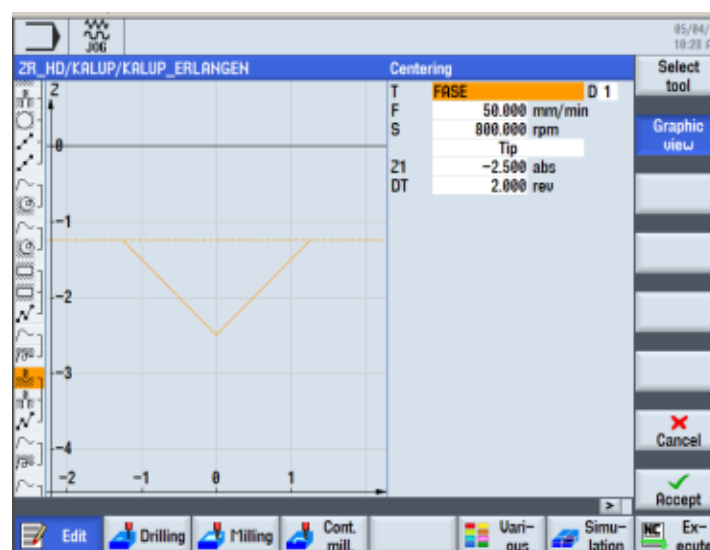 JOG
05/04/
10:28
ZR_HD/KALUP/KALUP_ERLANGEN
Centering
Select
tool
T FASE D 1
F 50.000 mm/min
S 800.000 rpm
Tip
Z1 -2.500 abs
DT 2.000 rev
Graphic
view
Z
0
-1
-2
-3
-4
-2 -1 0 1
Cancel
Accept
>
Edit
Drilling
Milling
Cont.
mill.
Vari-
ous
Simu-
lation
NC
Ex-
ecute